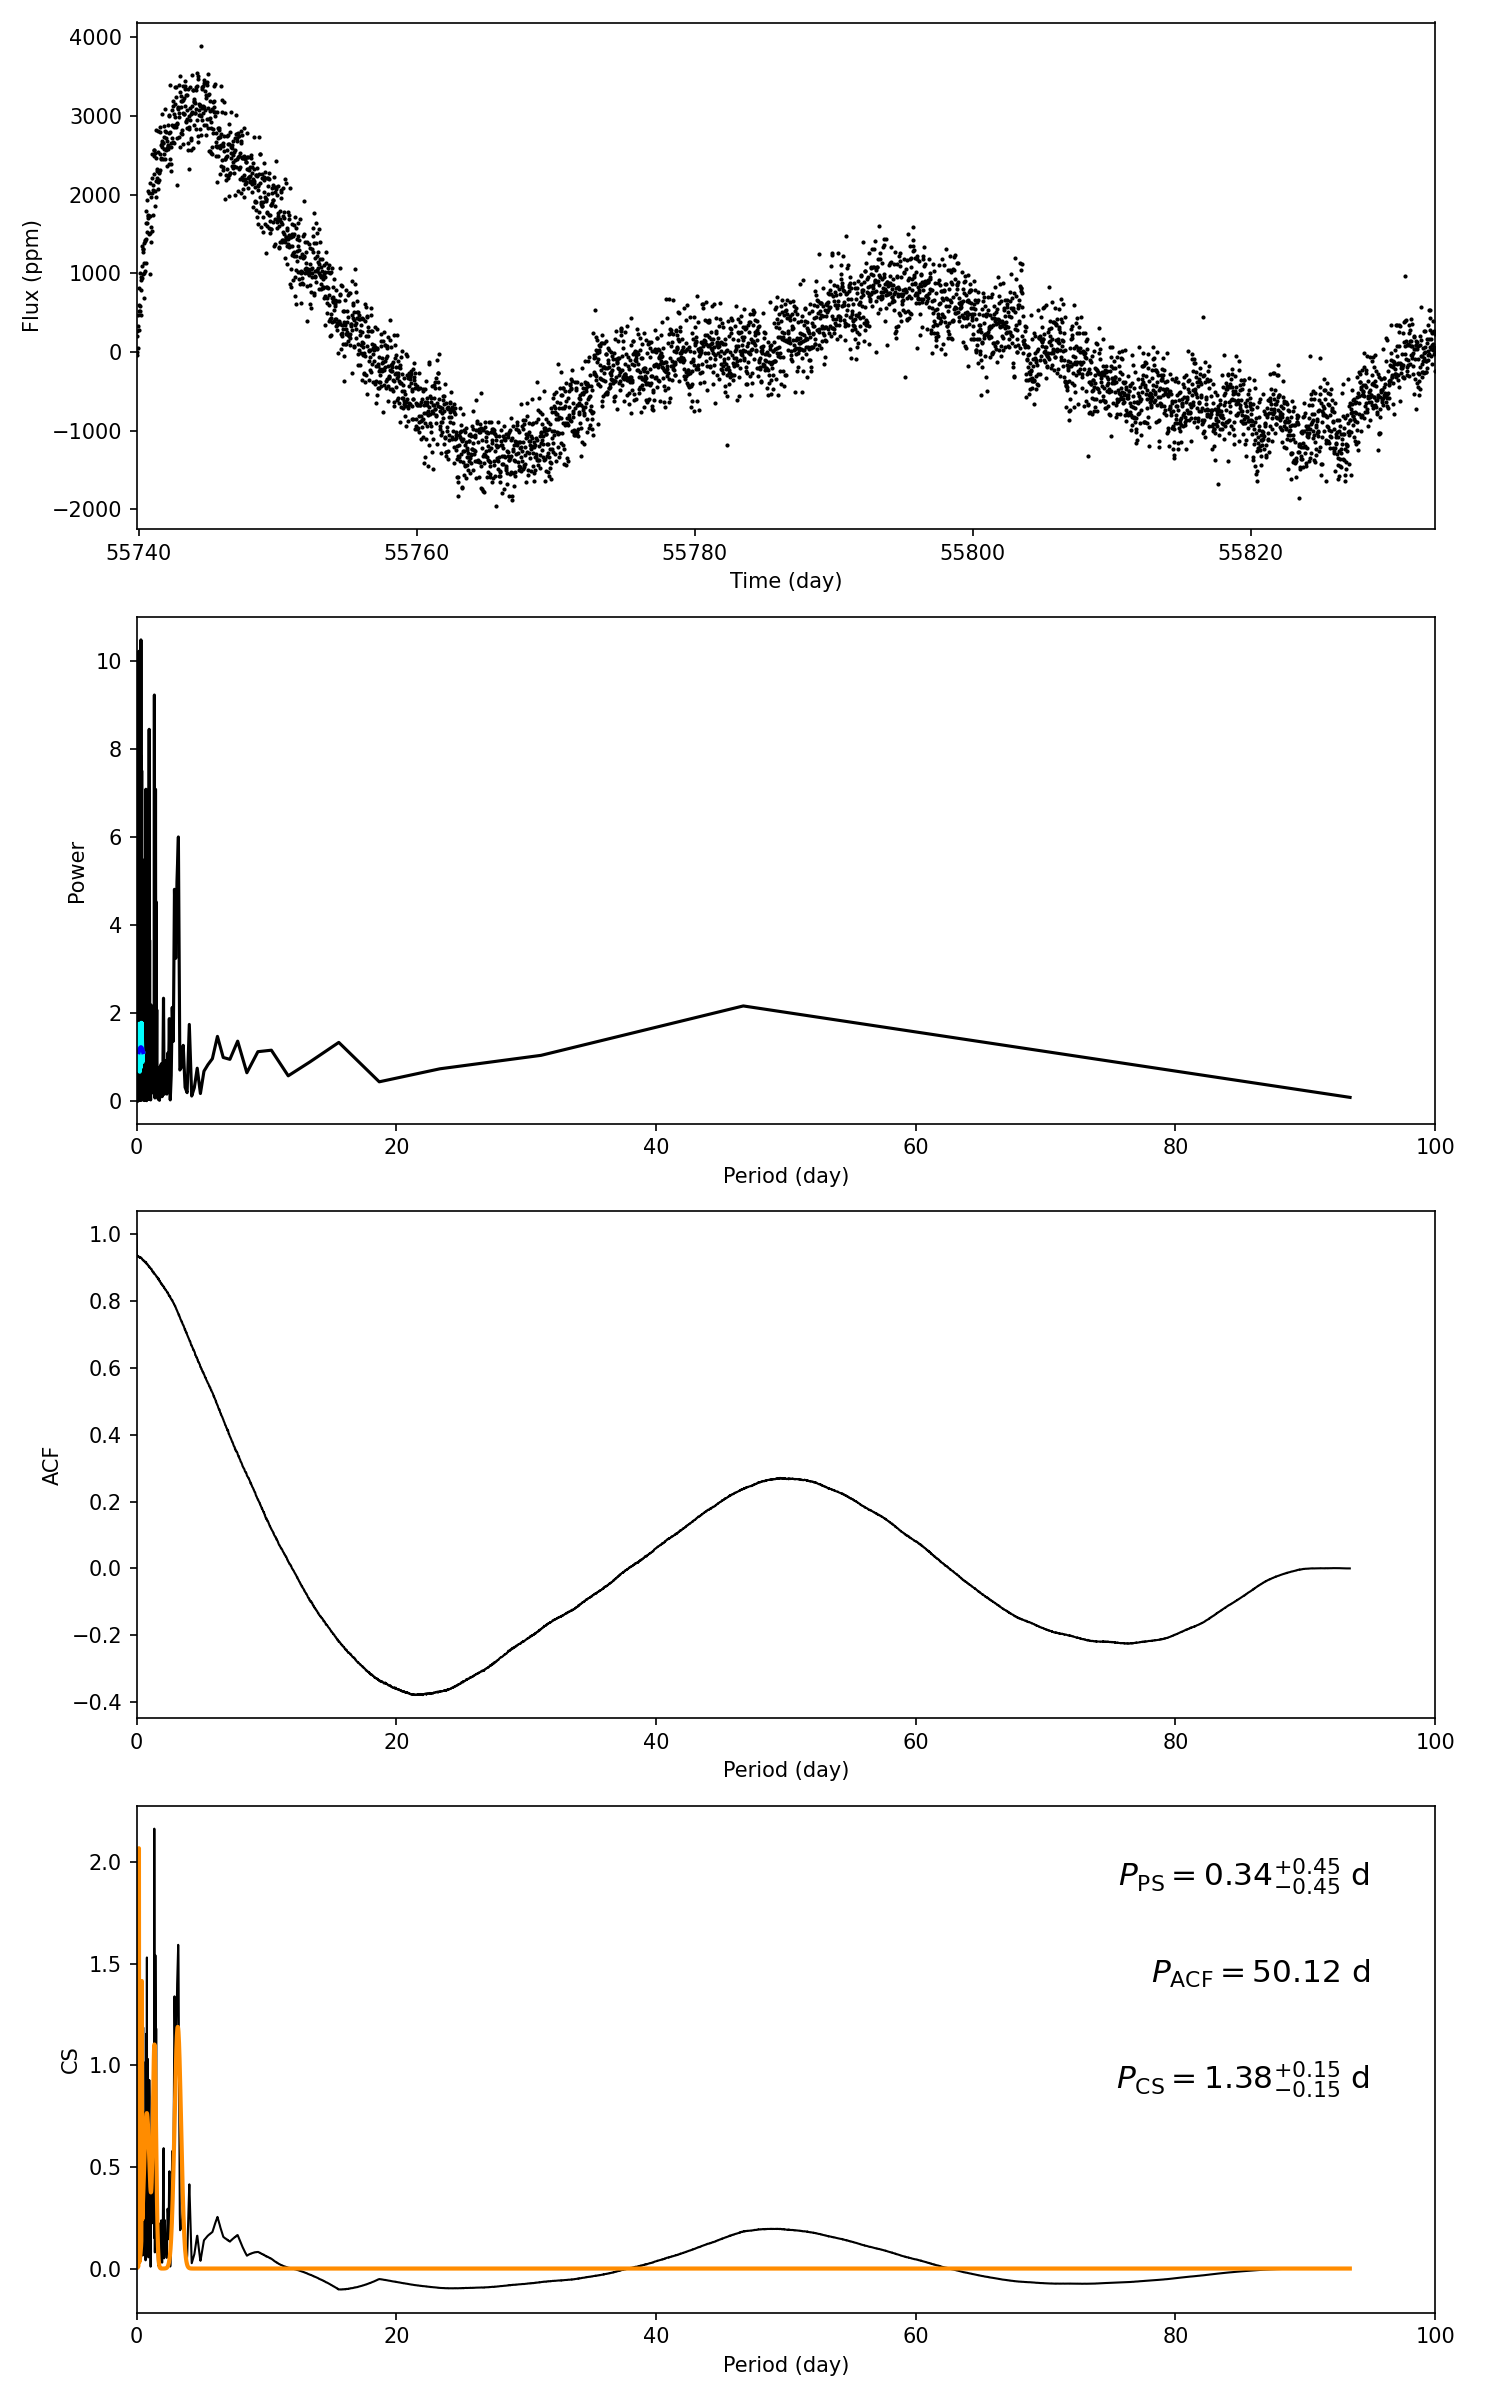 4000
3000
2000
1000
0
−1000
−2000
Flux (ppm)
55740 55760 55780 55800 55820
Time (day)
10
8
6
4
2
0
Power
0 20 40 60 80 100
Period (day)
1.0
0.8
0.6
0.4
0.2
0.0
−0.2
−0.4
ACF
0 20 40 60 80 100
Period (day)
2.0
1.5
1.0
0.5
0.0
CS
P_PS = 0.34 +0.45 −0.45 d
P_ACF = 50.12 d
P_CS = 1.38 +0.15 −0.15 d
0 20 40 60 80 100
Period (day)